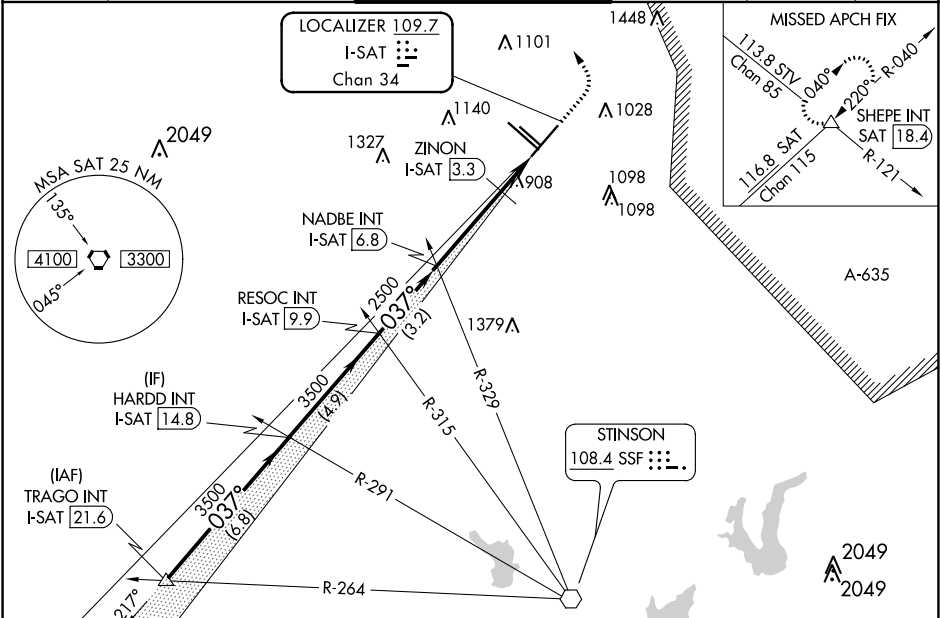 LOCALIZER 109.7
I-SAT
Chan 34
1101
1448
MISSED APCH FIX
113.8 STV
Chan 85
040°
220°
R-040
SHEPE INT
SAT 18.4
116.8 SAT
Chan 115
R-121
2049
1140
1327
1028
ZINON
I-SAT 3.3
908
1098
1098
MSA SAT 25 NM
135°
4100
3300
045°
NADBE INT
I-SAT 6.8
2500
037°
(3.2)
RESOC INT
I-SAT 9.9
1379
A-635
(IF)
HARDD INT
I-SAT 14.8
3500
(4.9)
R-329
R-315
R-291
STINSON
108.4 SSF
(IAF)
TRAGO INT
I-SAT 21.6
3500
037°
(6.8)
R-264
217°
2049
2049